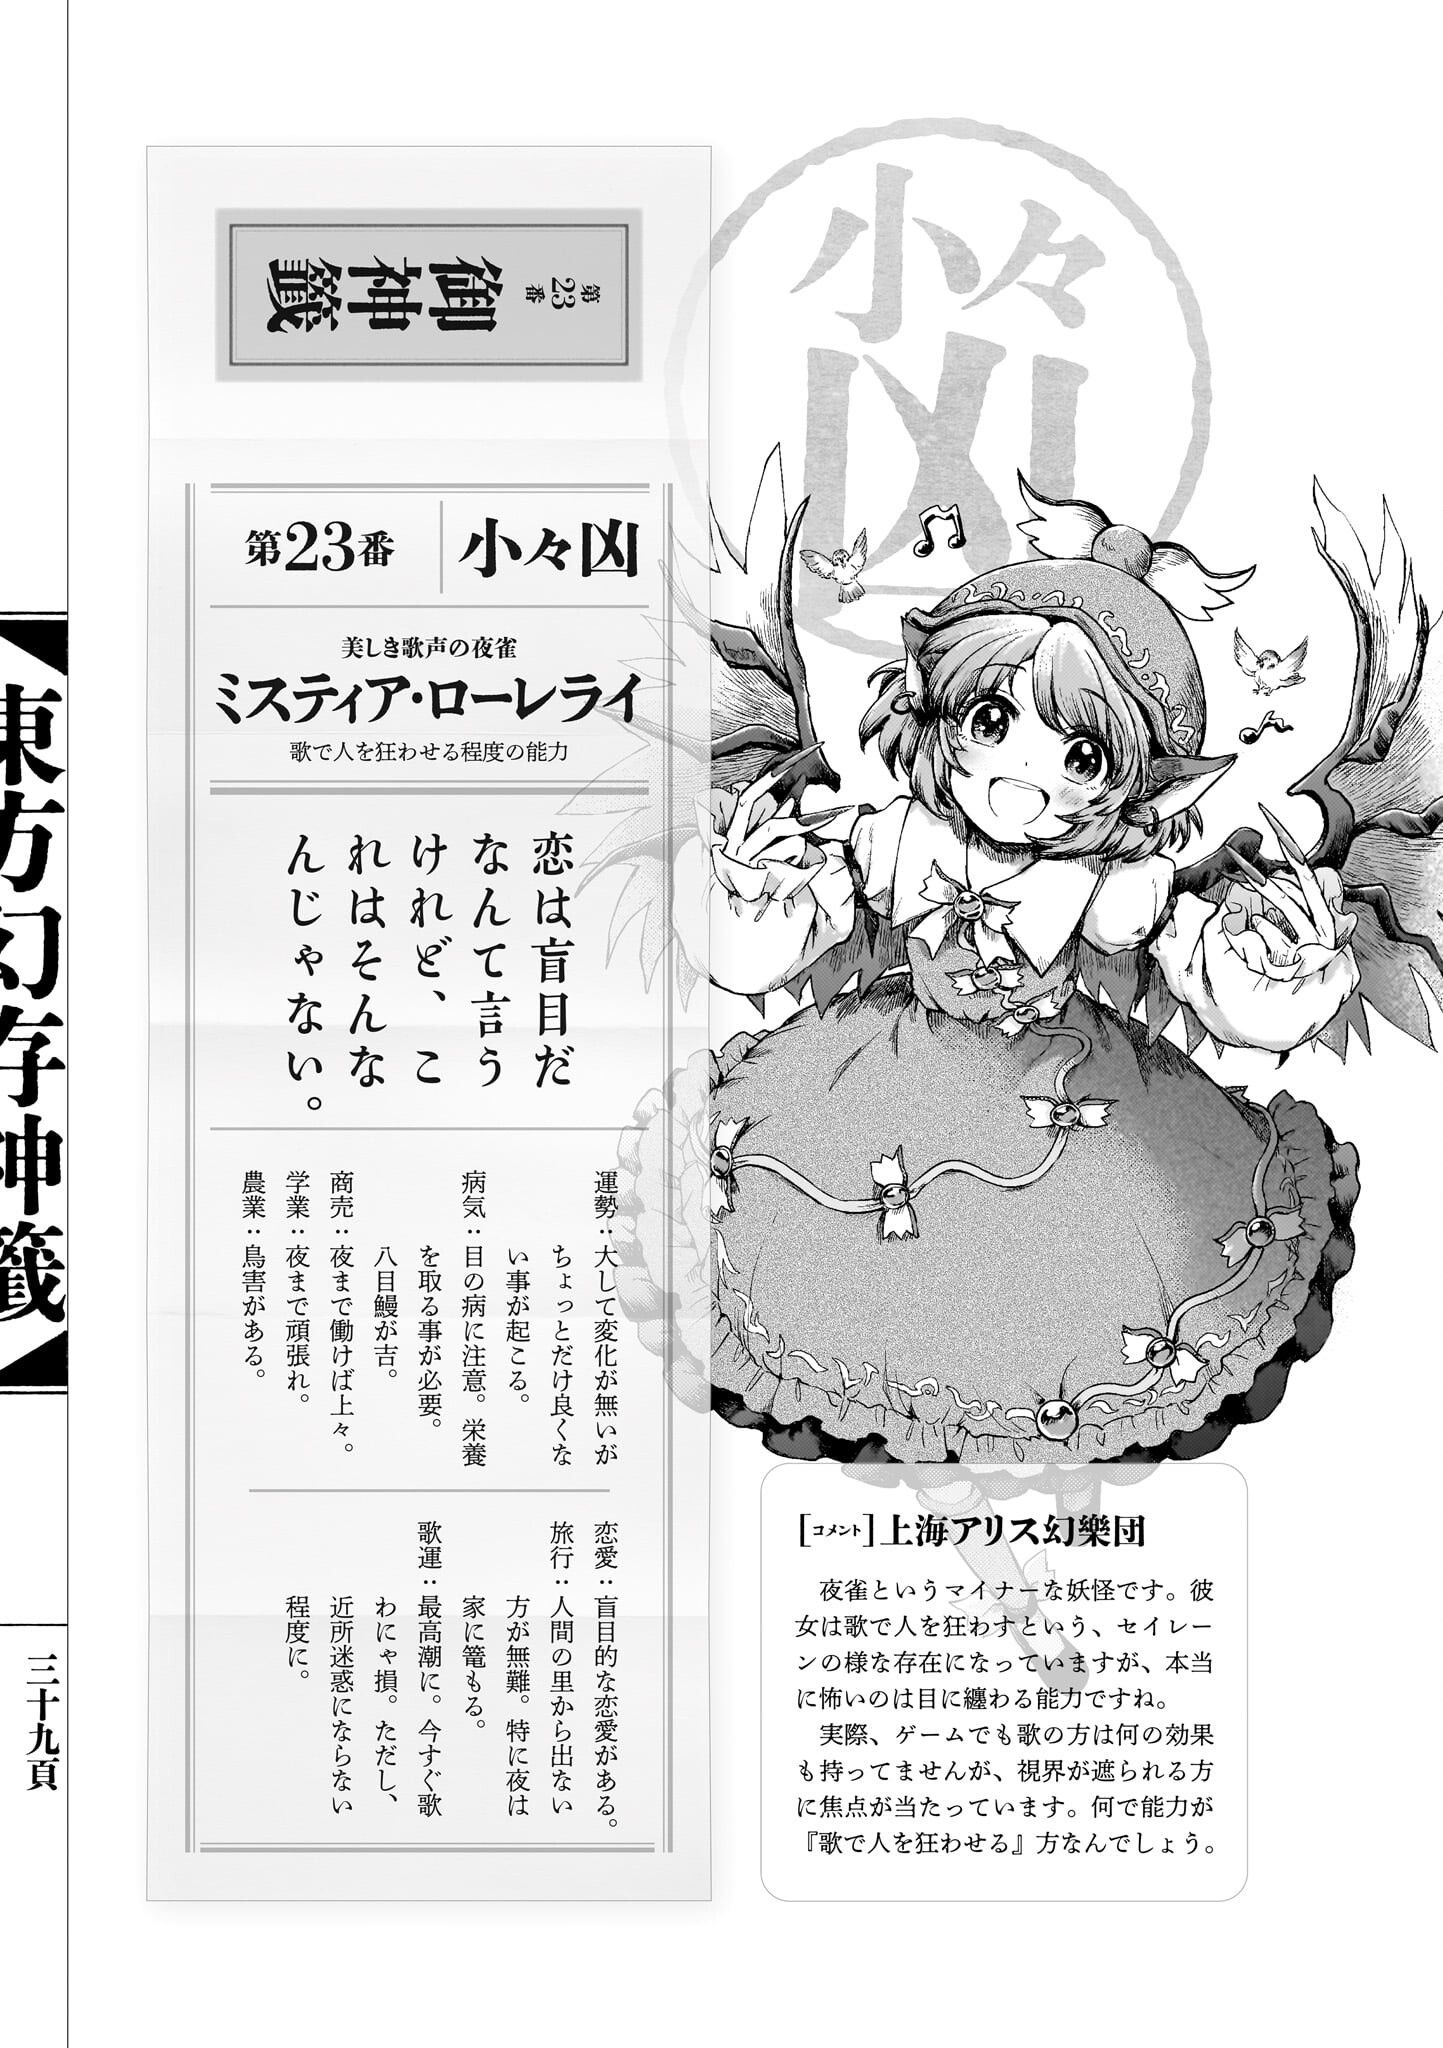 小々
凶
御神籤
第23番
小々凶
第23番
美しき歌声の夜雀
ミスティア・ローレライ
歌で人を狂わせる程度の能力
恋は盲目だ
なんて言う
けれど、こ
れはそんな
んじゃない。
運勢：大して変化が無いが
ちょっとだけ良くな
い事が起こる。
病気：目の病に注意。栄養
を取る事が必要。
八目鰻が吉。
商売：夜まで働けば上々。
学業：夜まで頑張れ。
農業：鳥害がある。
恋愛：盲目的な恋愛がある。
旅行：人間の里から出ない
方が無難。特に夜は
家に篭もる。
歌運：最高潮に。今すぐ歌
わにゃ損。ただし、
近所迷惑にならない
程度に。
[コメント]上海アリス幻樂団
夜雀というマイナーな妖怪です。彼
女は歌で人を狂わすという、セイレー
ンの様な存在になっていますが、本当
に怖いのは目に纏わる能力ですね。
実際、ゲームでも歌の方は何の効果
も持ってませんが、視界が遮られる方
に焦点が当たっています。何で能力が
『歌で人を狂わせる』方なんでしょう。
【東方幻存神籤】
三十九頁